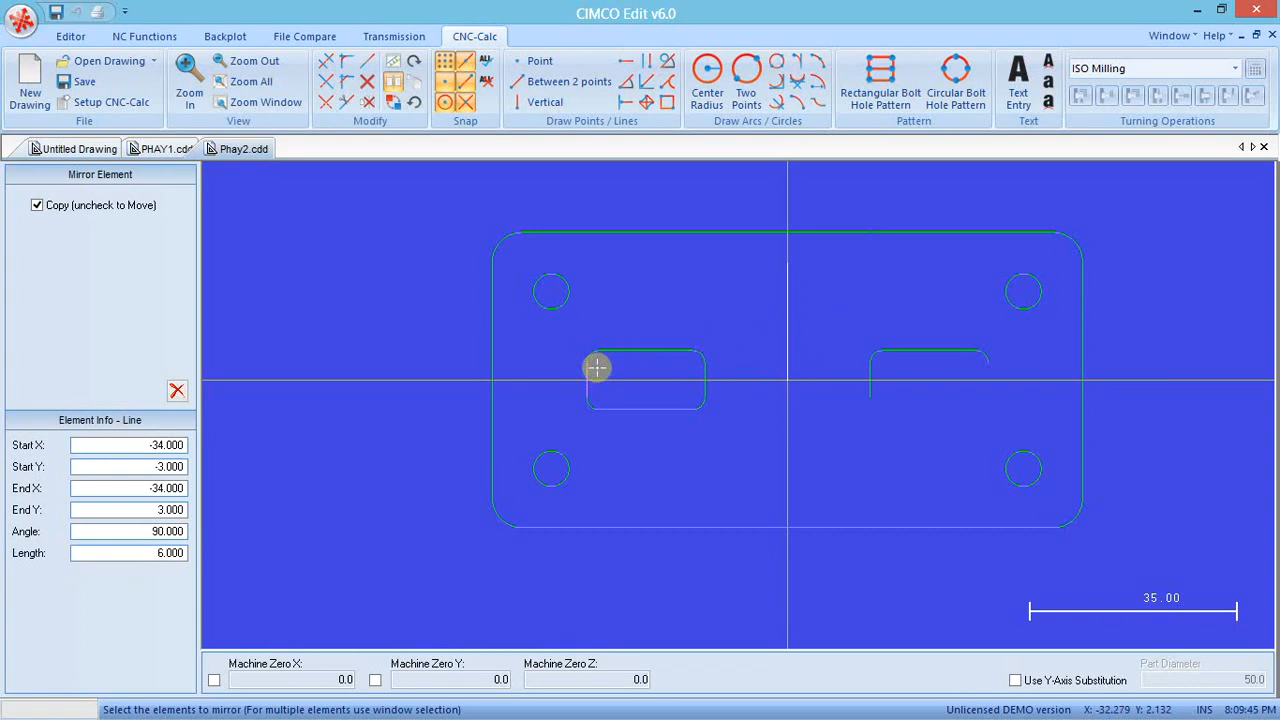 CIMCO Edit v6.0
Editor
NC Functions
Backplot
File Compare
Transmission
CNC-Calc
Window
Help
New Drawing
Open Drawing
Save
Setup CNC-Calc
File
Zoom In
Zoom Out
Zoom All
Zoom Window
View
Modify
Snap
Point
Between 2 points
Vertical
Draw Points / Lines
Center Radius
Two Points
Draw Arcs / Circles
Rectangular Bolt Hole Pattern
Circular Bolt Hole Pattern
Pattern
Text Entry
A
a
a
Text
ISO Milling
Turning Operations
Untitled Drawing
PHAY1.cdd
Phay2.cdd
Mirror Element
Copy (uncheck to Move)
Element Info - Line
Start X: -34.000
Start Y: -3.000
End X: -34.000
End Y: 3.000
Angle: 90.000
Length: 6.000
35.00
Machine Zero X:
0.0
Machine Zero Y:
0.0
Machine Zero Z:
0.0
Use Y-Axis Substitution
Part Diameter
50.0
Select the elements to mirror (For multiple elements use window selection)
Unlicensed DEMO version
X: -32.279 Y: 2.132
INS
8:09:45 PM